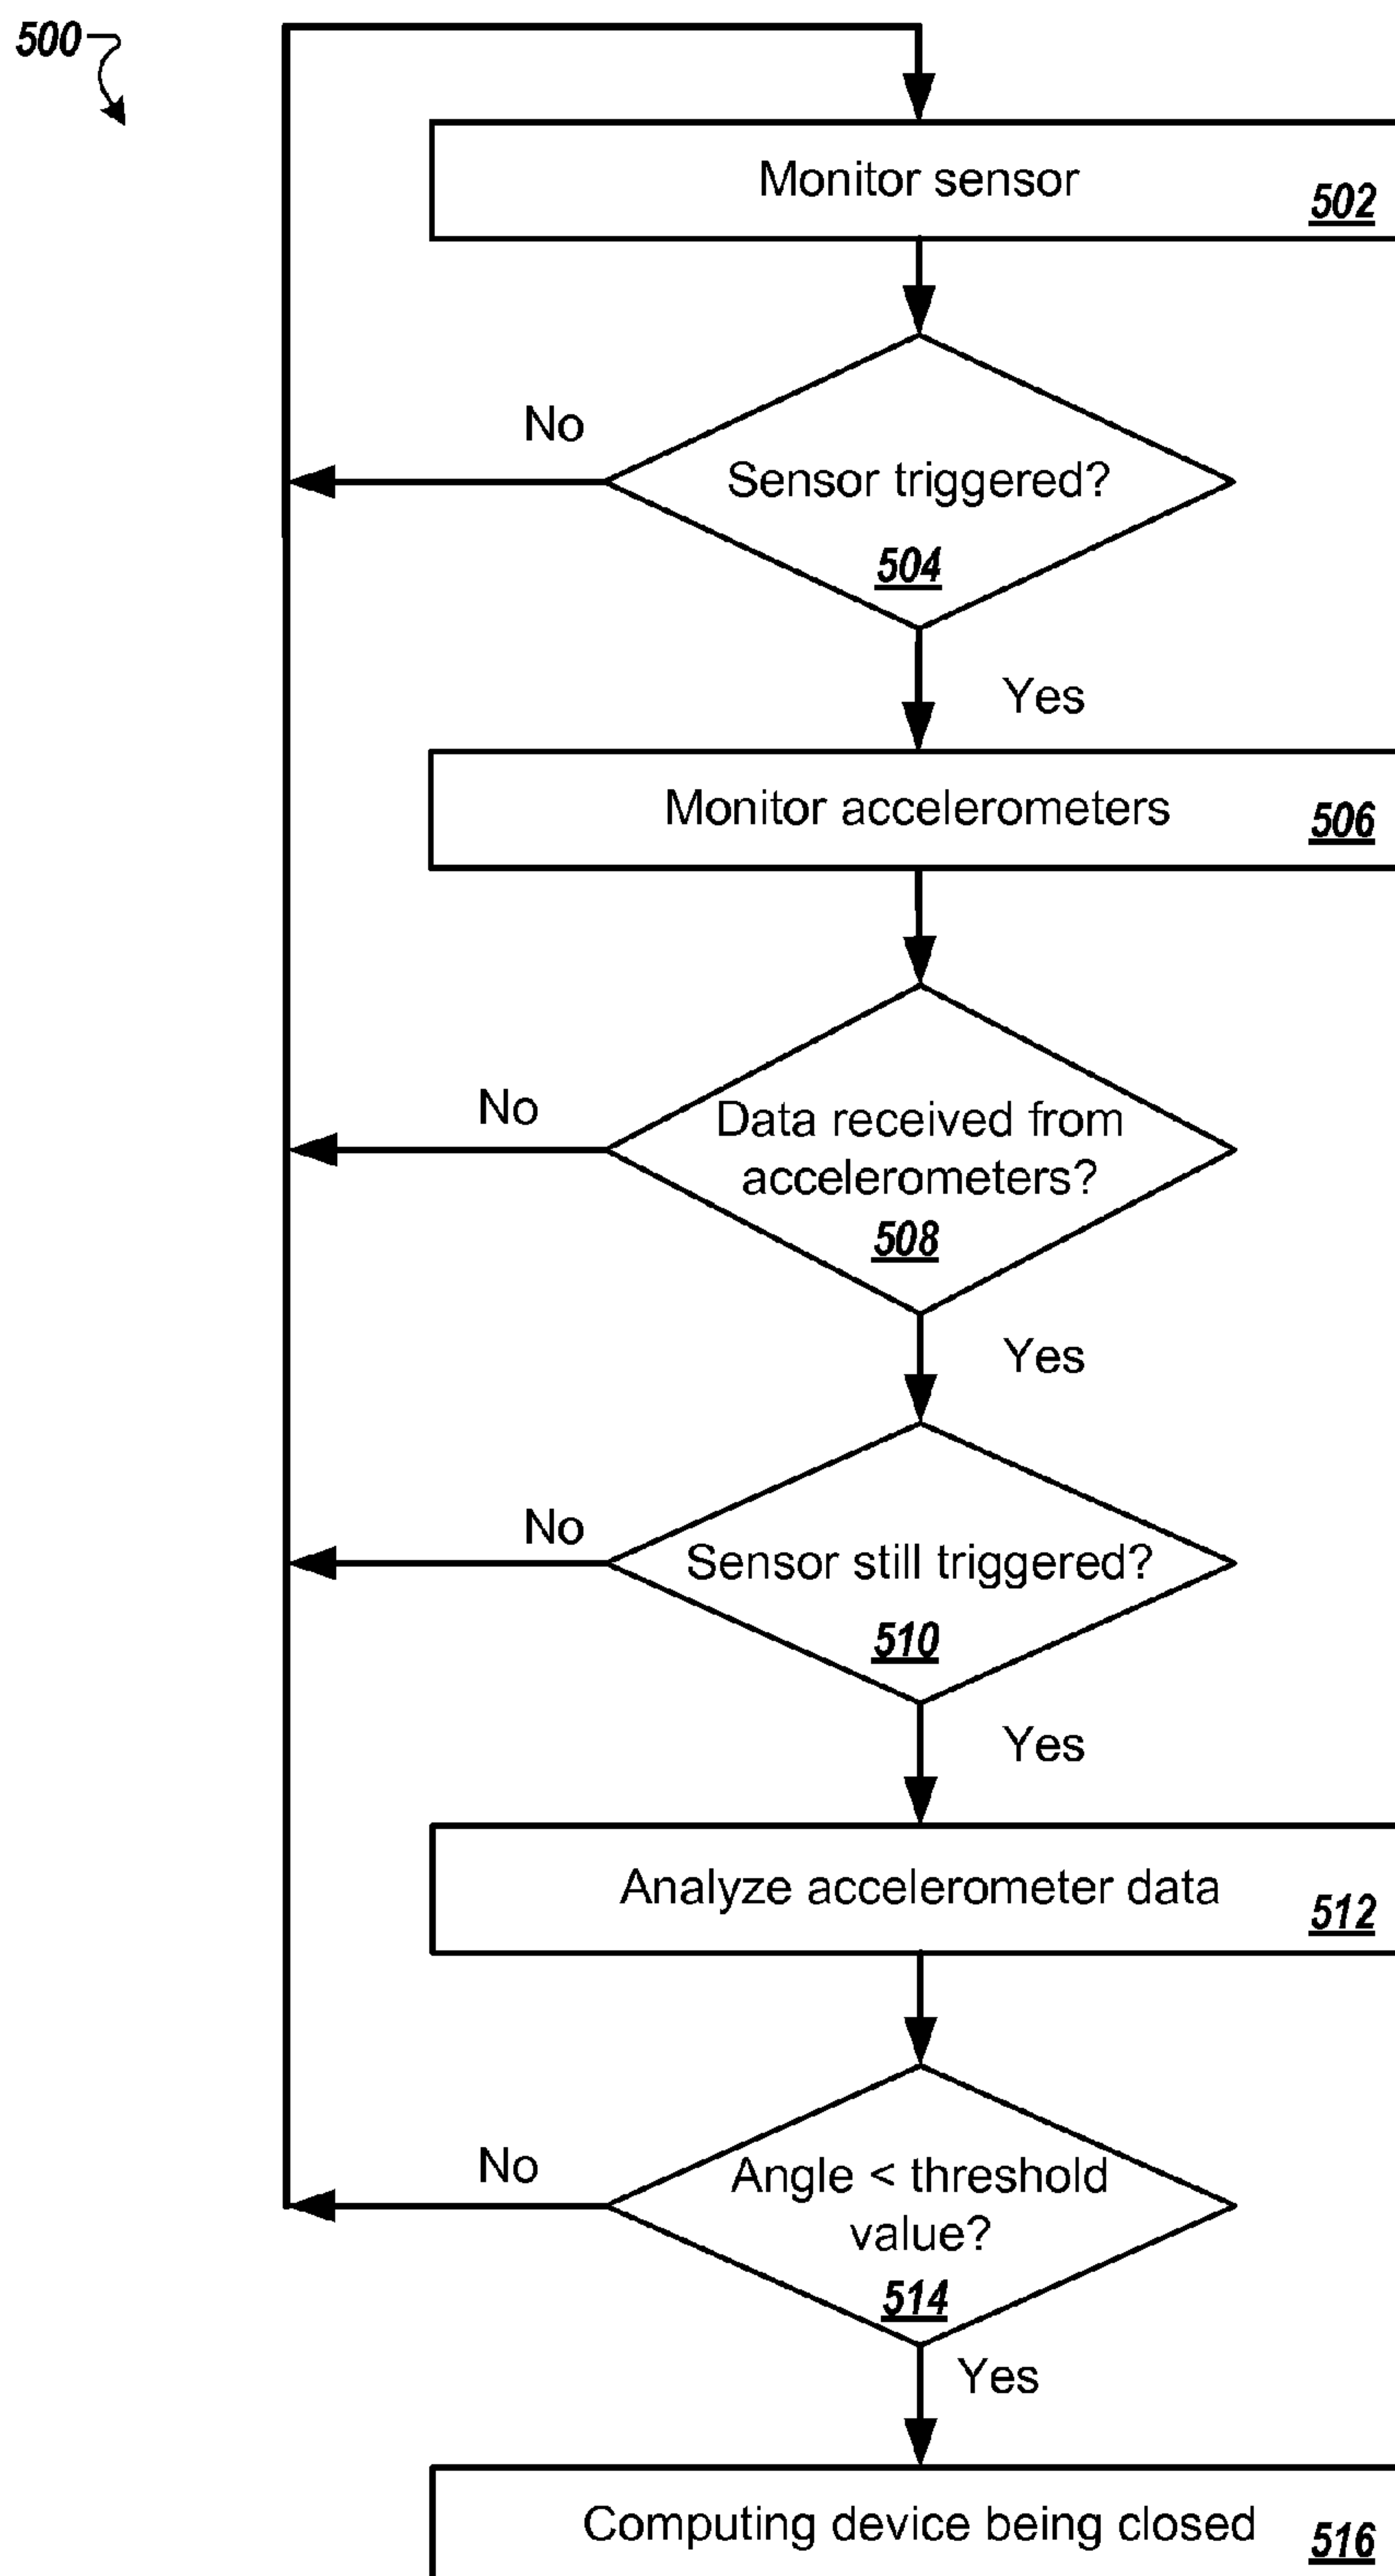 500
Monitor sensor
502
No
Sensor triggered?
504
Yes
Monitor accelerometers
506
No
Data received from
accelerometers?
508
Yes
No
Sensor still triggered?
510
Yes
Analyze accelerometer data
512
No
Angle < threshold
value?
514
Yes
Computing device being closed
516